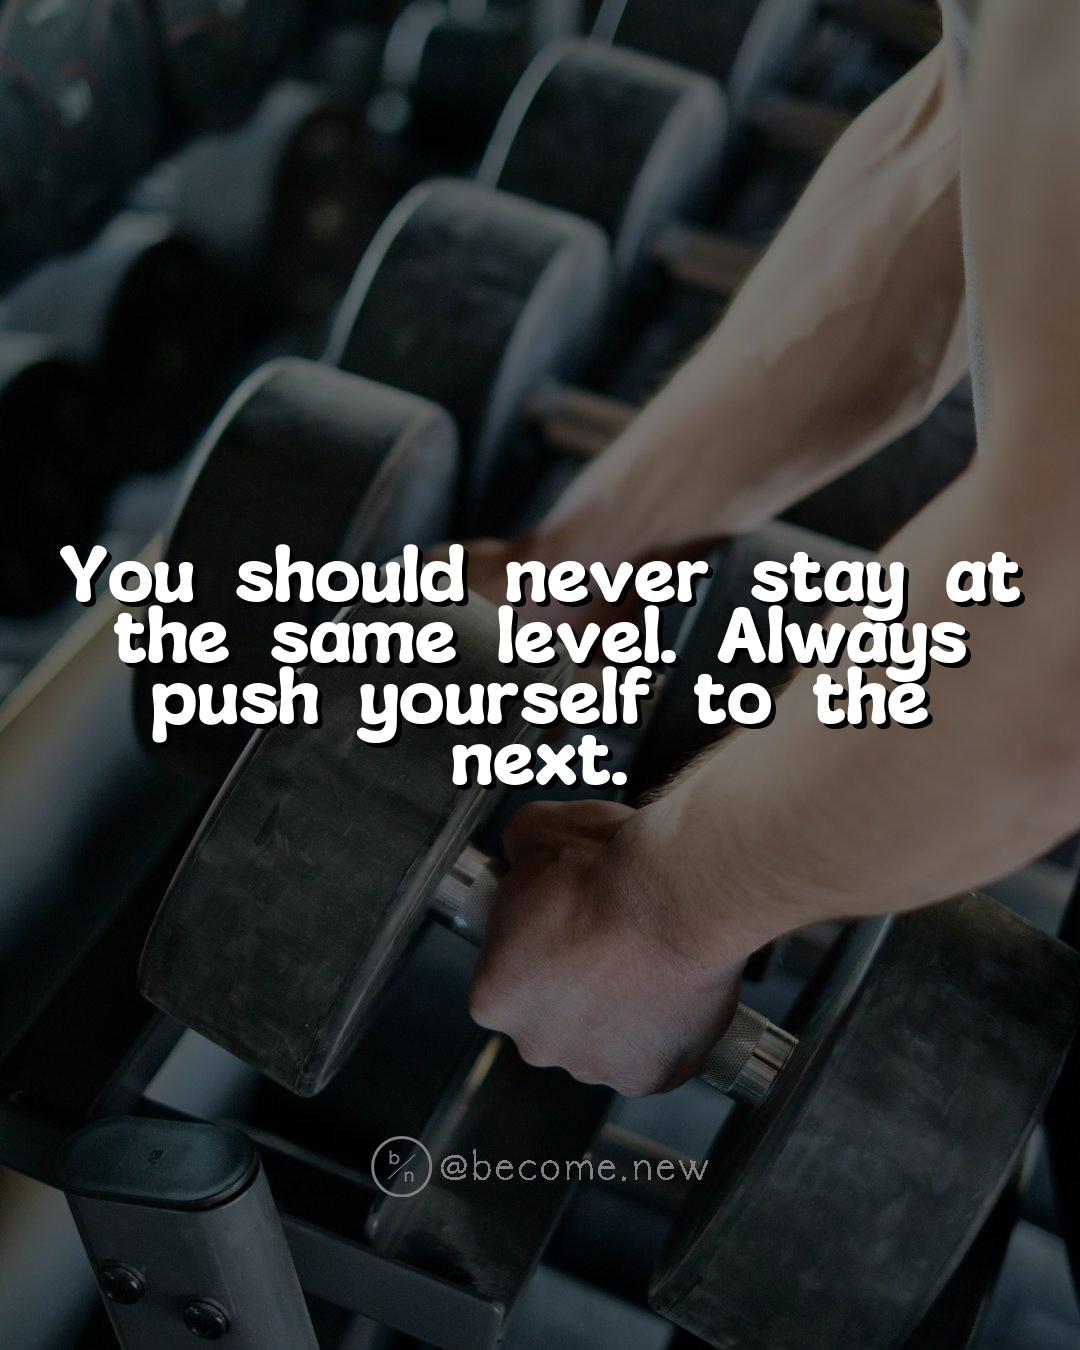 You should never stay at
the same level. Always
push yourself to the
next.
b/n @become.new